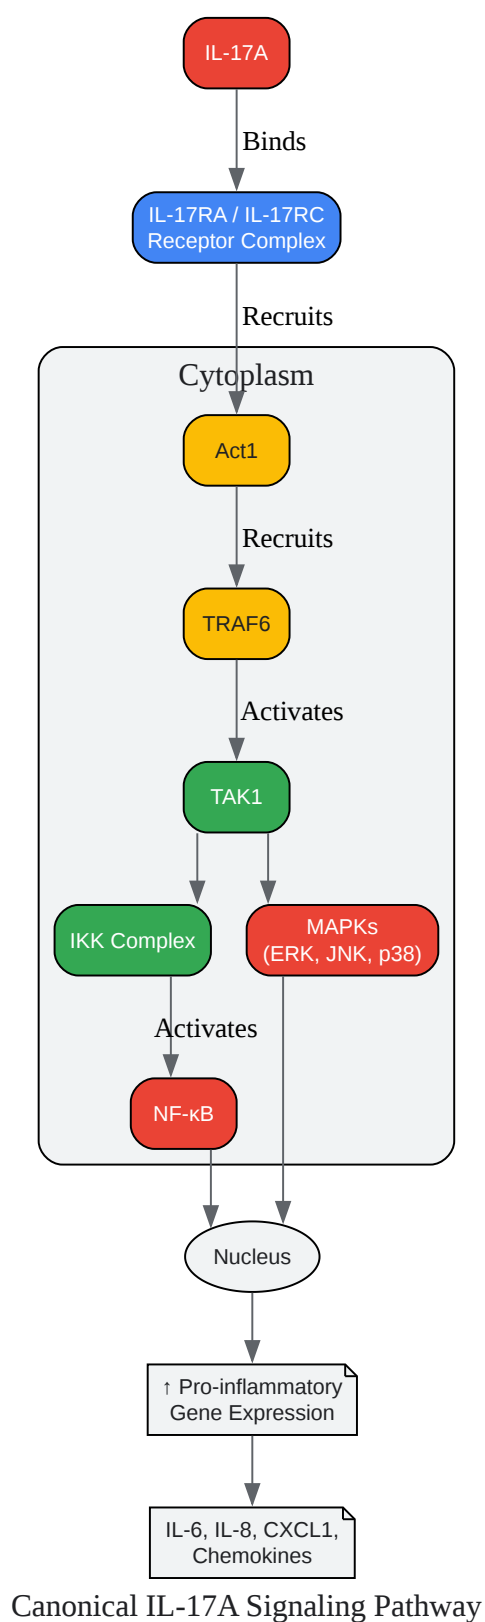 IL-17A
Binds
IL-17RA / IL-17RC
Receptor Complex
Recruits
Cytoplasm
Act1
Recruits
TRAF6
Activates
TAK1
IKK Complex
MAPKs
(ERK, JNK, p38)
Activates
NF-κB
Nucleus
↑ Pro-inflammatory
Gene Expression
IL-6, IL-8, CXCL1,
Chemokines
Canonical IL-17A Signaling Pathway